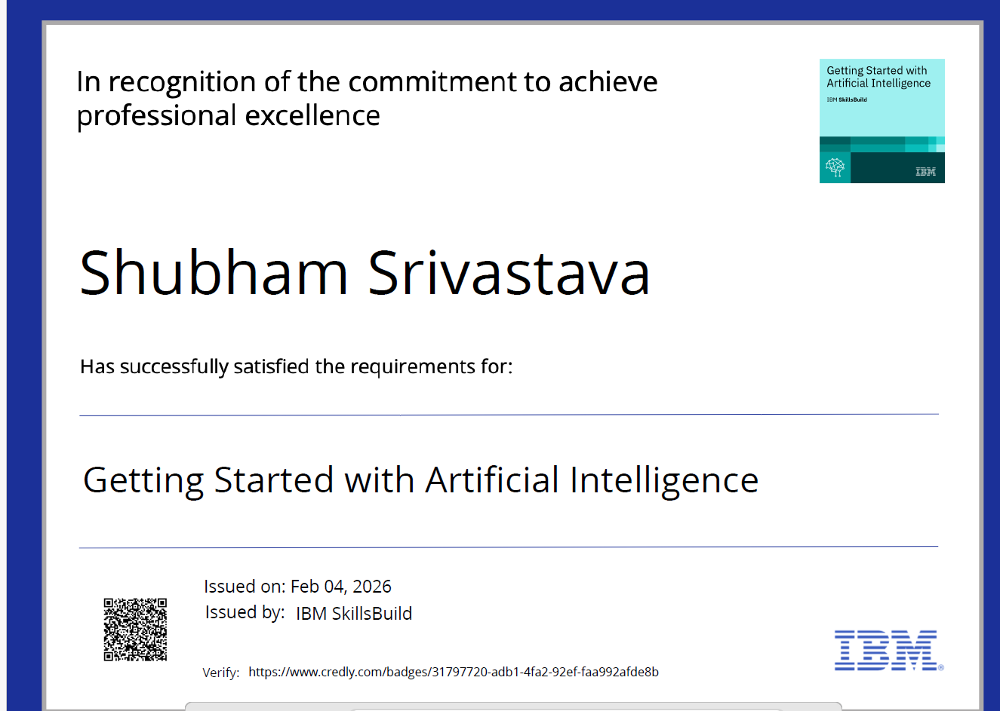 In recognition of the commitment to achieve
professional excellence
Getting Started with
Artificial Intelligence
IBM SkillsBuild
IBM
Shubham Srivastava
Has successfully satisfied the requirements for:
Getting Started with Artificial Intelligence
Issued on: Feb 04, 2026
Issued by: IBM SkillsBuild
IBM®
Verify: https://www.credly.com/badges/31797720-adb1-4fa2-92ef-faa992afde8b